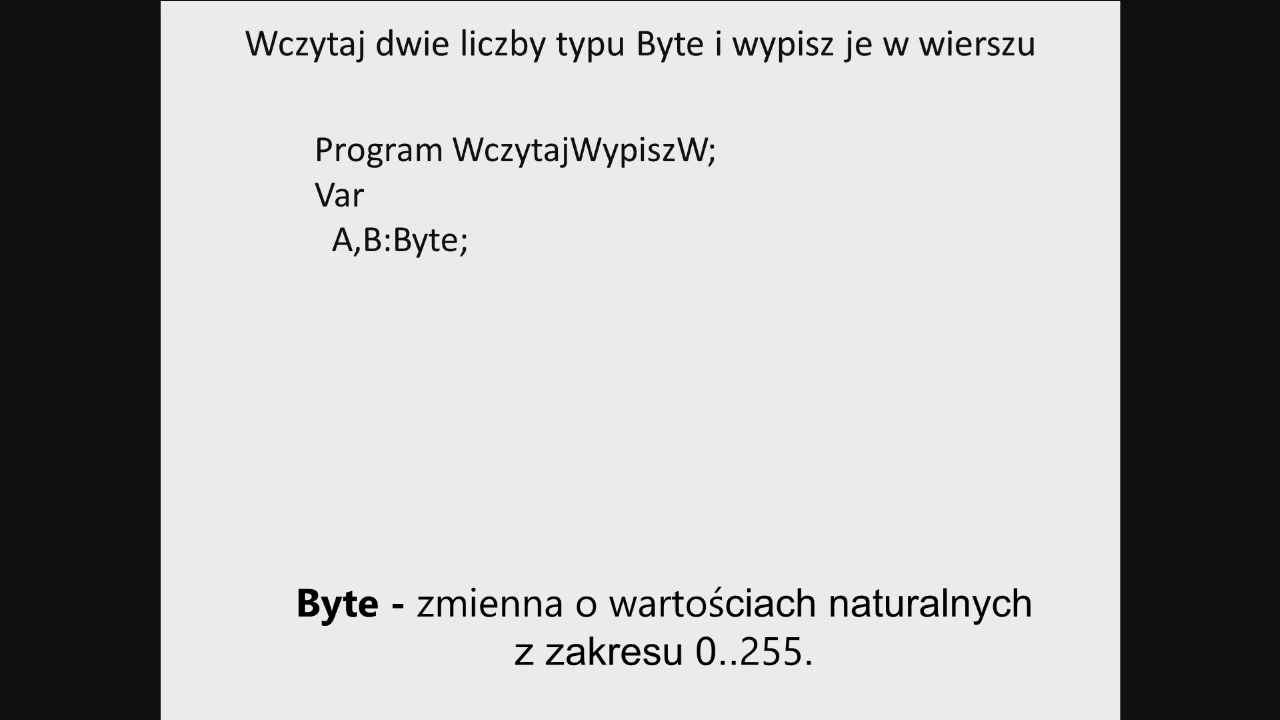 Wczytaj dwie liczby typu Byte i wypisz je w wierszu
Program WczytajWypiszW;
Var
A,B:Byte;
Byte - zmienna o wartościach naturalnych
z zakresu 0..255.